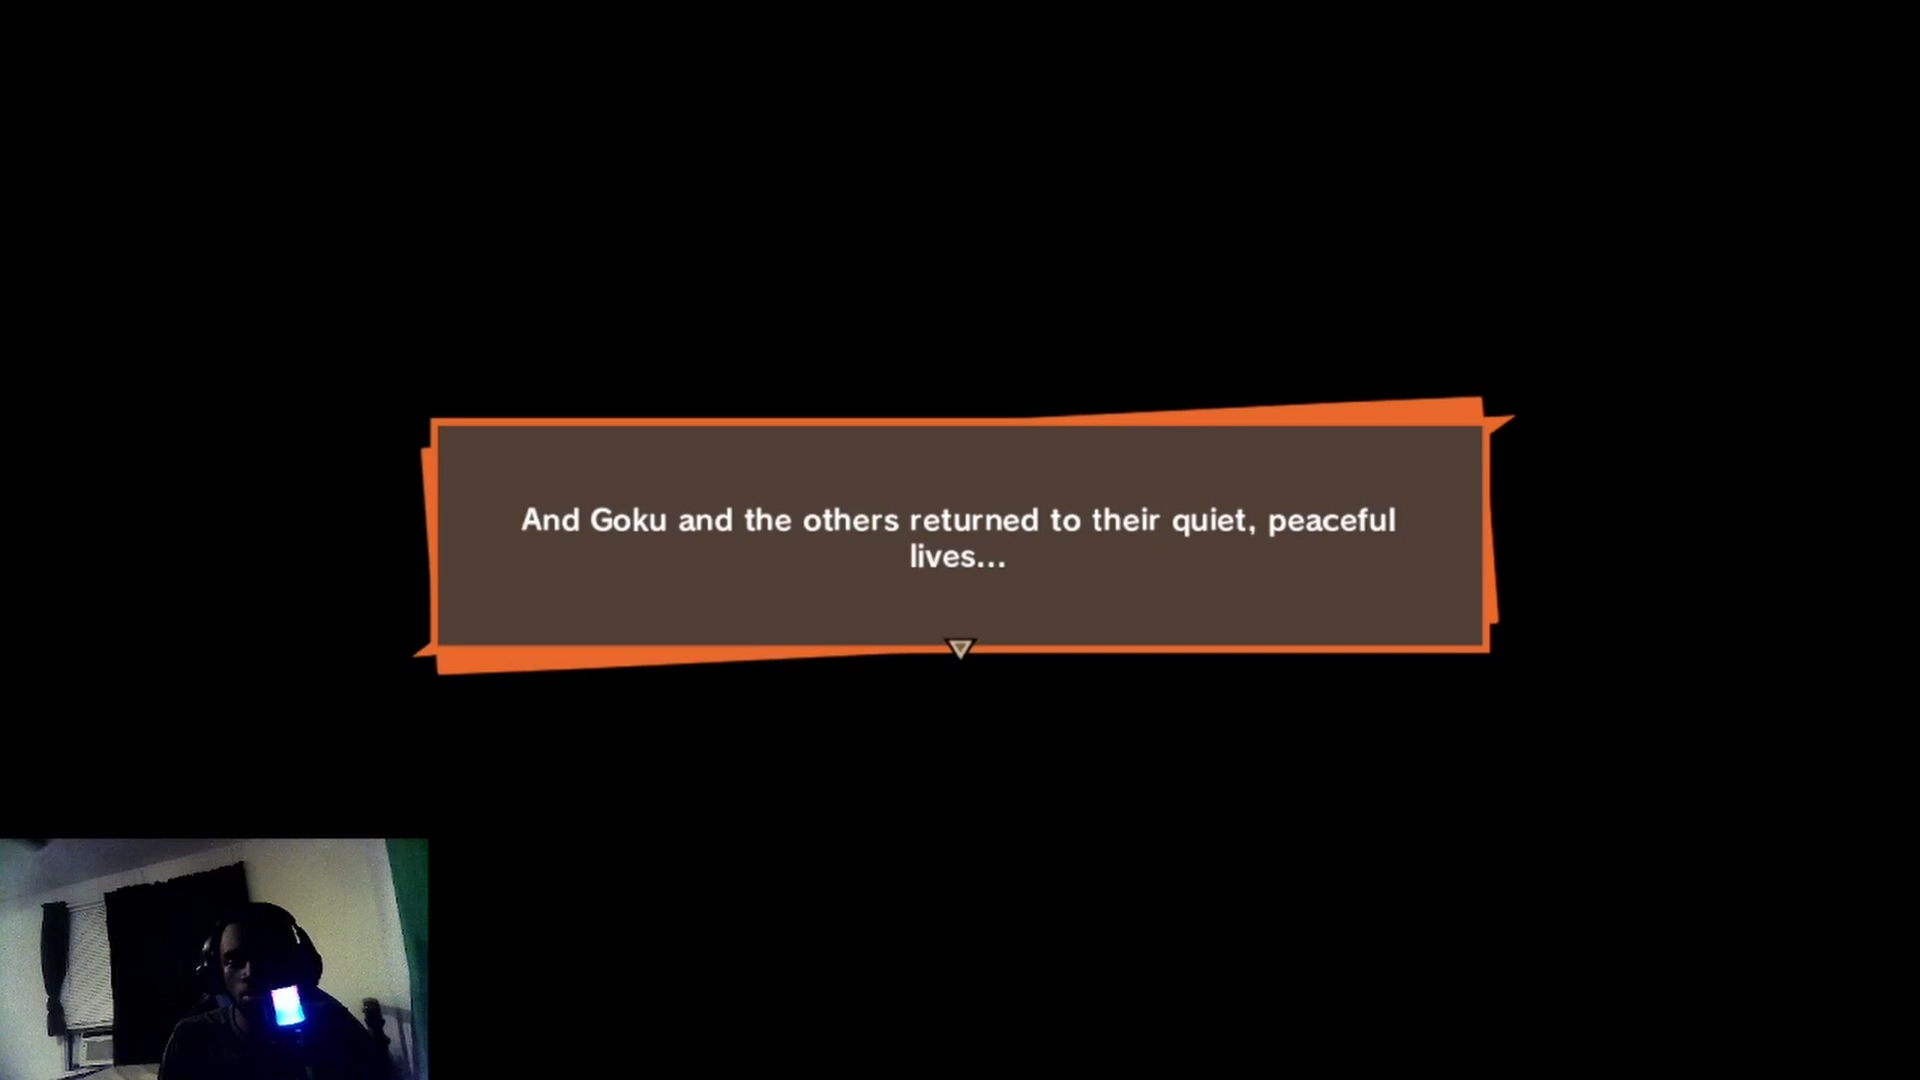 And Goku and the others returned to their quiet, peaceful
lives...